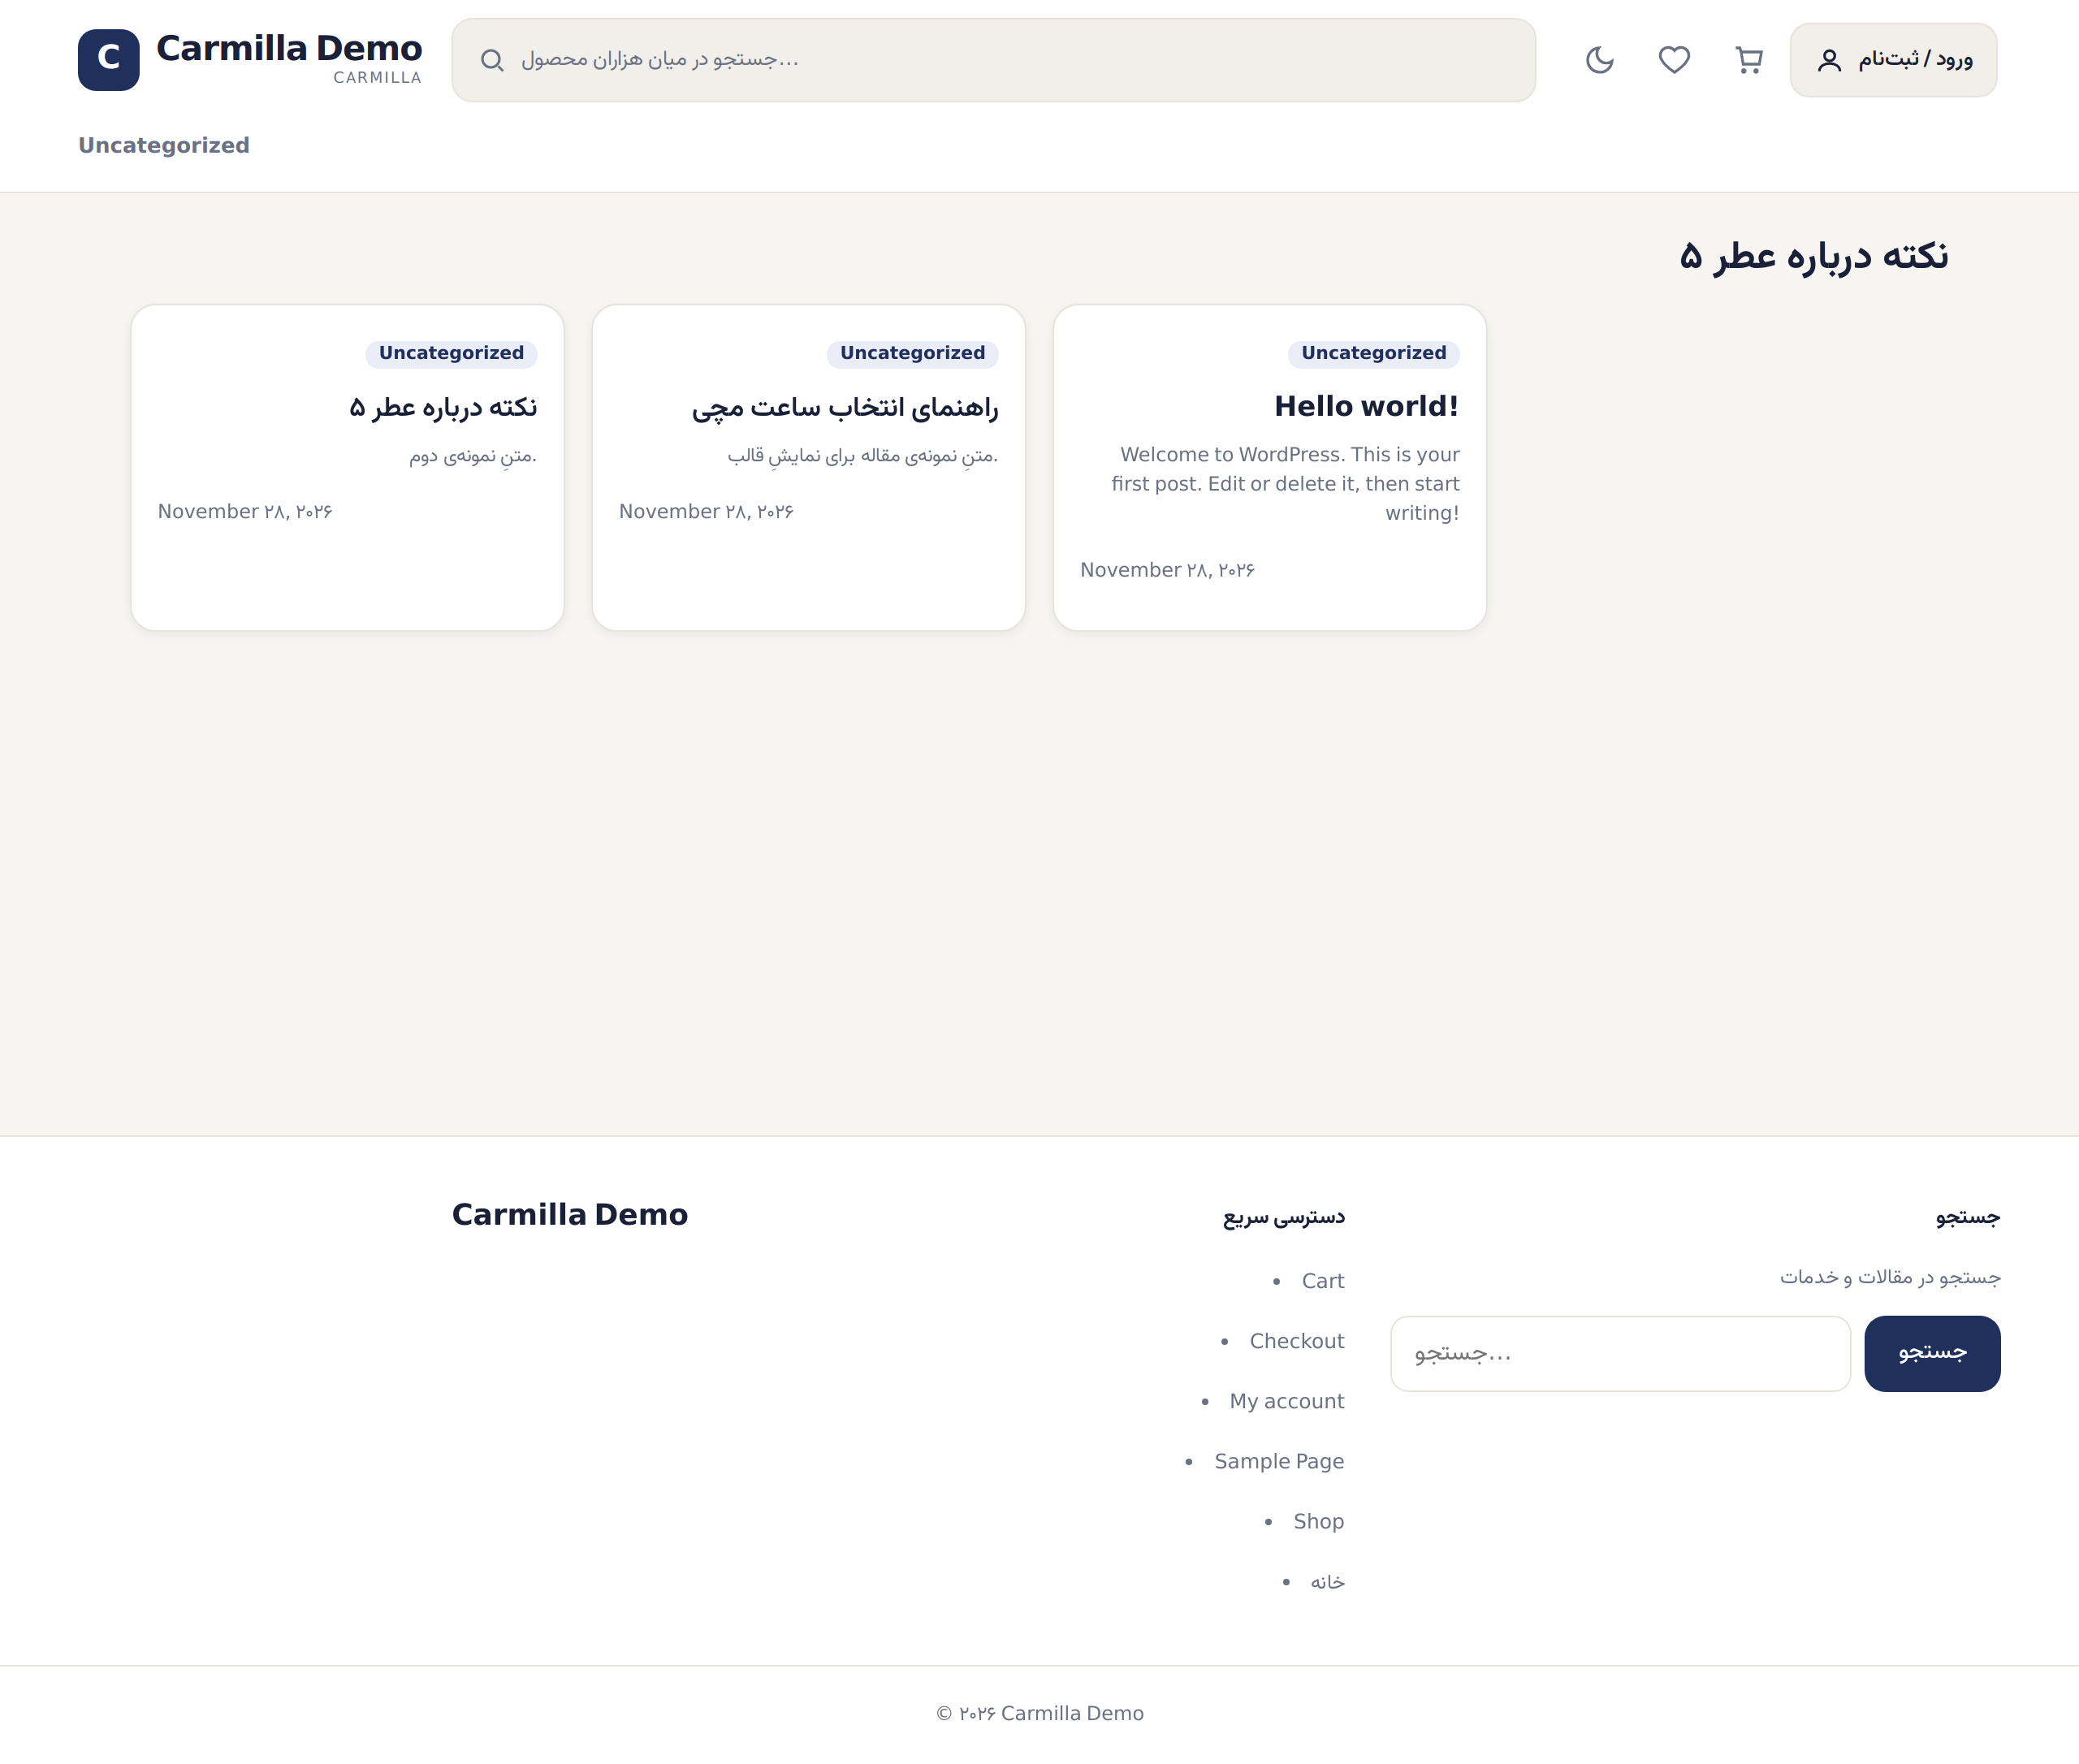 C
Carmilla Demo
CARMILLA
جستجو در میان هزاران محصول...
ورود / ثبت‌نام
Uncategorized
نکته درباره عطر ۵
Uncategorized
نکته درباره عطر ۵
متنِ نمونه‌ی دوم.
November ۲۸, ۲۰۲۶
Uncategorized
راهنمای انتخاب ساعت مچی
متنِ نمونه‌ی مقاله برای نمایشِ قالب.
November ۲۸, ۲۰۲۶
Uncategorized
Hello world!
Welcome to WordPress. This is your
first post. Edit or delete it, then start
writing!
November ۲۸, ۲۰۲۶
Carmilla Demo
دسترسی سریع
• Cart
• Checkout
• My account
• Sample Page
• Shop
• خانه
جستجو
جستجو در مقالات و خدمات
جستجو...
جستجو
© ۲۰۲۶ Carmilla Demo